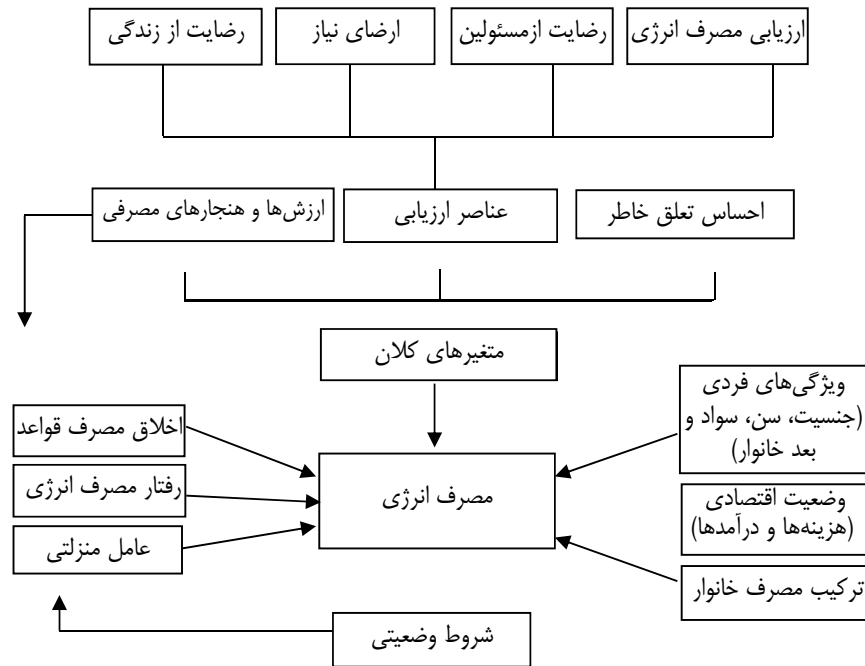 ارزیابی مصرف انرژی
رضایت ازمسئولین
ارضای نیاز
رضایت از زندگی
احساس تعلق خاطر
عناصر ارزیابی
ارزش‌ها و هنجارهای مصرفی
متغیرهای کلان
ویژگی‌های فردی
(جنسیت، سن، سواد و
بعد خانوار)
وضعیت اقتصادی
(هزینه‌ها و درآمدها)
ترکیب مصرف خانوار
مصرف انرژی
اخلاق مصرف قواعد
رفتار مصرف انرژی
عامل منزلتی
شروط وضعیتی